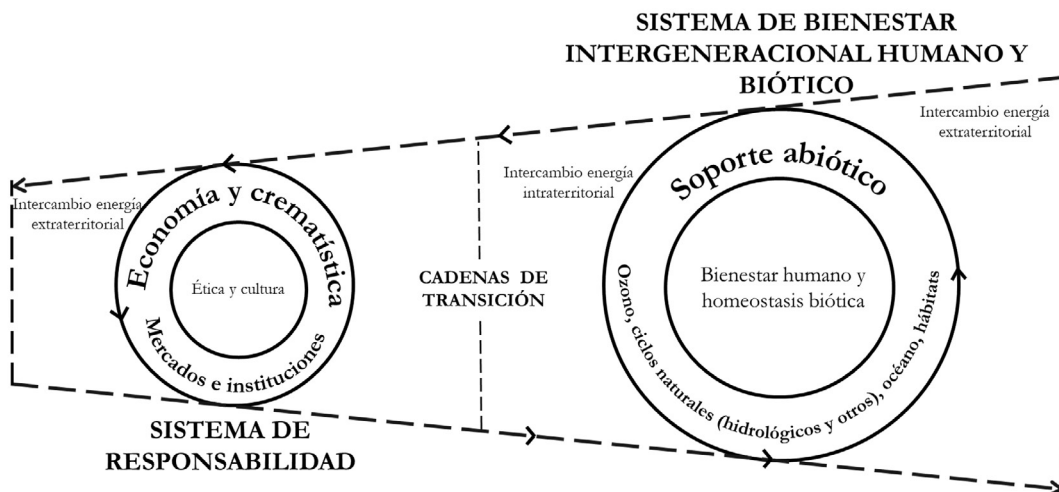 SISTEMA DE BIENESTAR
INTERGENERACIONAL HUMANO Y
BIÓTICO
Intercambio energía
extraterritorial
Soporte abiótico
Intercambio energía
intraterritorial
Intercambio energía
extraterritorial
Economía y crematística
Ética y cultura
Mercados e instituciones
CADENAS DE
TRANSICIÓN
Bienestar humano y
homeostasis biótica
Ozono, ciclos naturales (hidrológicos y otros), océano, hábitats
SISTEMA DE
RESPONSABILIDAD